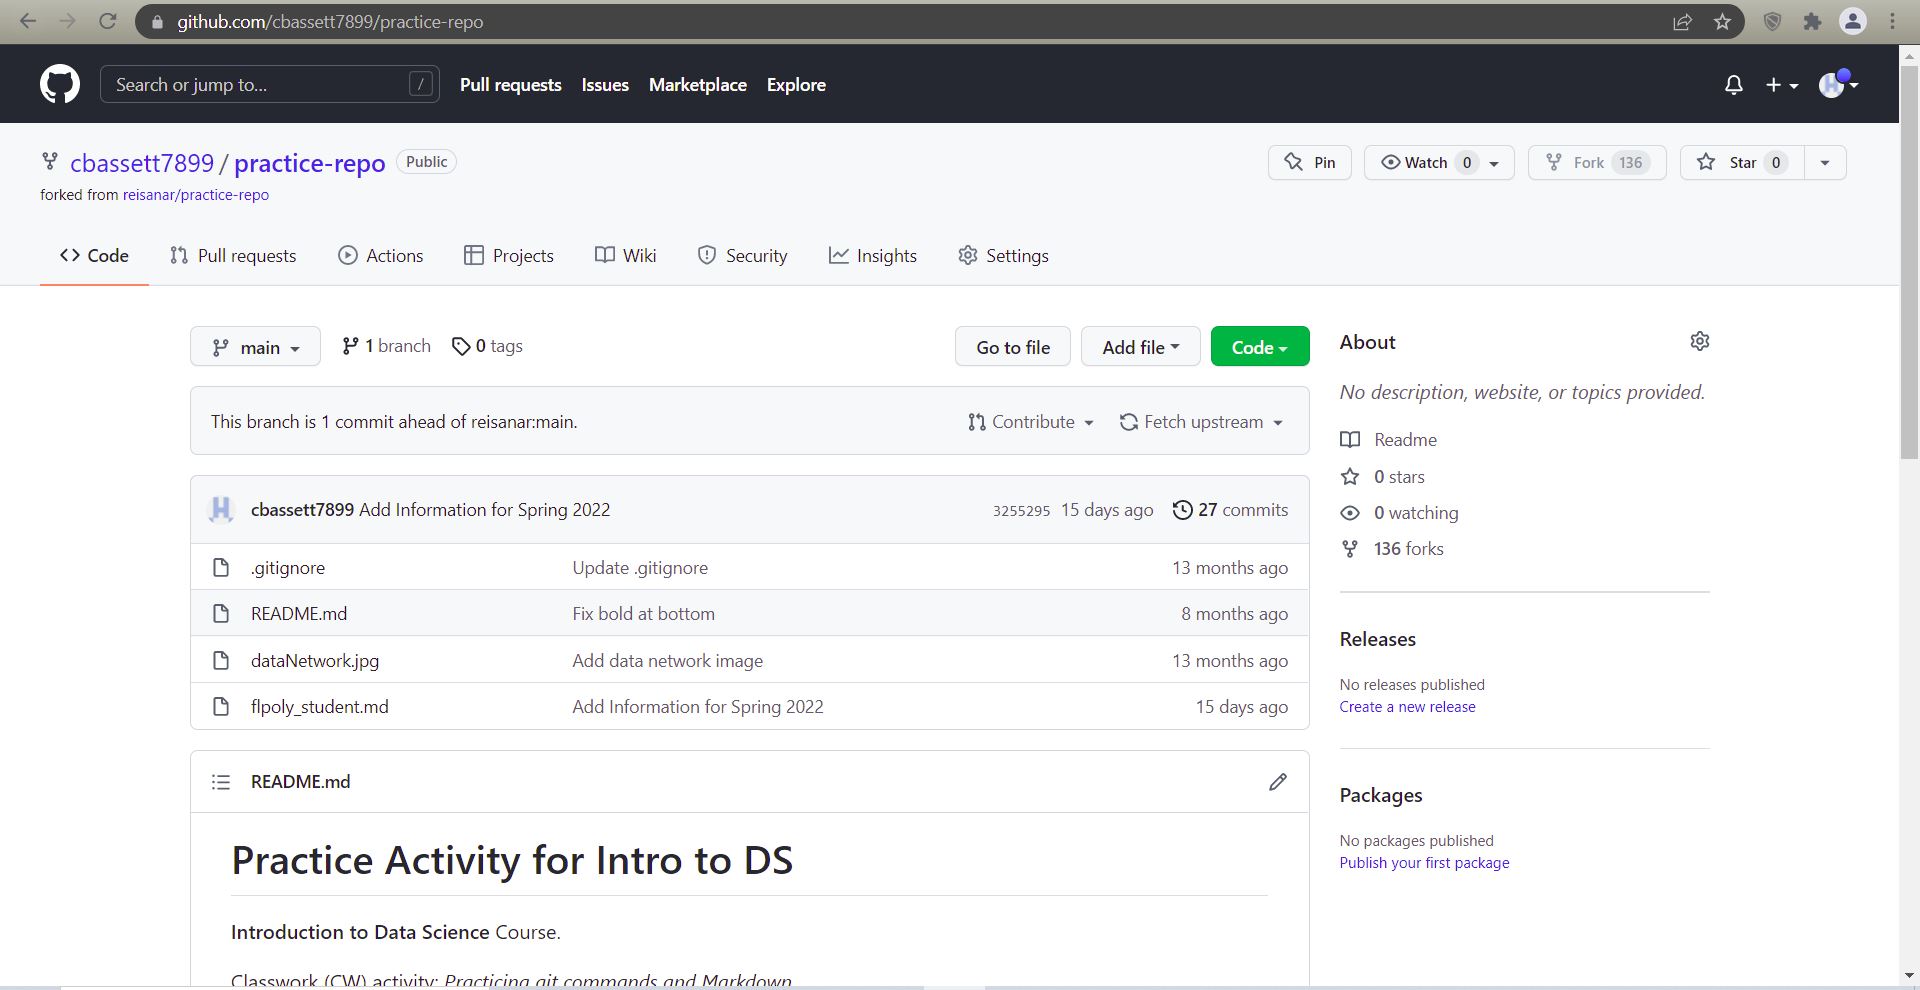 github.com/cbassett7899/practice-repo
Search or jump to... /
Pull requests Issues Marketplace Explore
cbassett7899 / practice-repo Public
Pin Watch 0 Fork 136 Star 0
forked from reisanar/practice-repo
Code Pull requests Actions Projects Wiki Security Insights Settings
main 1 branch 0 tags Go to file Add file Code
This branch is 1 commit ahead of reisanar:main. Contribute Fetch upstream
cbassett7899 Add Information for Spring 2022 3255295 15 days ago 27 commits
.gitignore Update .gitignore 13 months ago
README.md Fix bold at bottom 8 months ago
dataNetwork.jpg Add data network image 13 months ago
flpoly_student.md Add Information for Spring 2022 15 days ago
README.md
Practice Activity for Intro to DS
Introduction to Data Science Course.
Classwork (CW) activity: Practicing git commands and Markdown
About
No description, website, or topics provided.
Readme
0 stars
0 watching
136 forks
Releases
No releases published
Create a new release
Packages
No packages published
Publish your first package